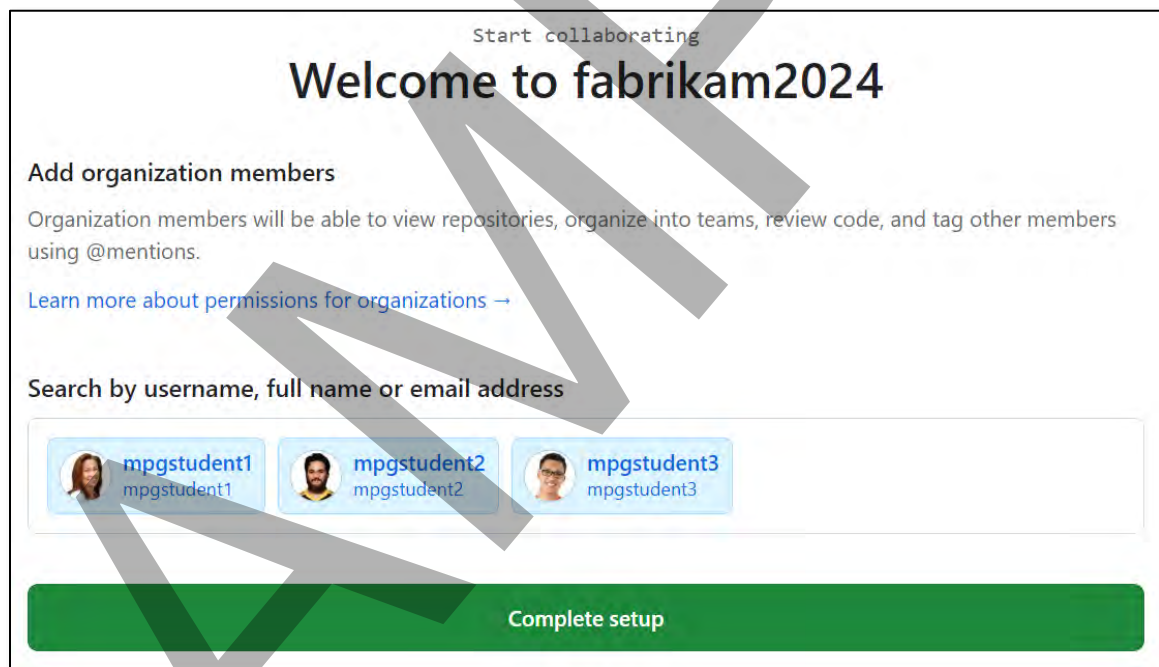 Start collaborating
Welcome to fabrikam2024
Add organization members
Organization members will be able to view repositories, organize into teams, review code, and tag other members
using @mentions.
Learn more about permissions for organizations →
Search by username, full name or email address
mpgstudent1 mpgstudent2 mpgstudent3
mpgstudent1 mpgstudent2 mpgstudent3
Complete setup